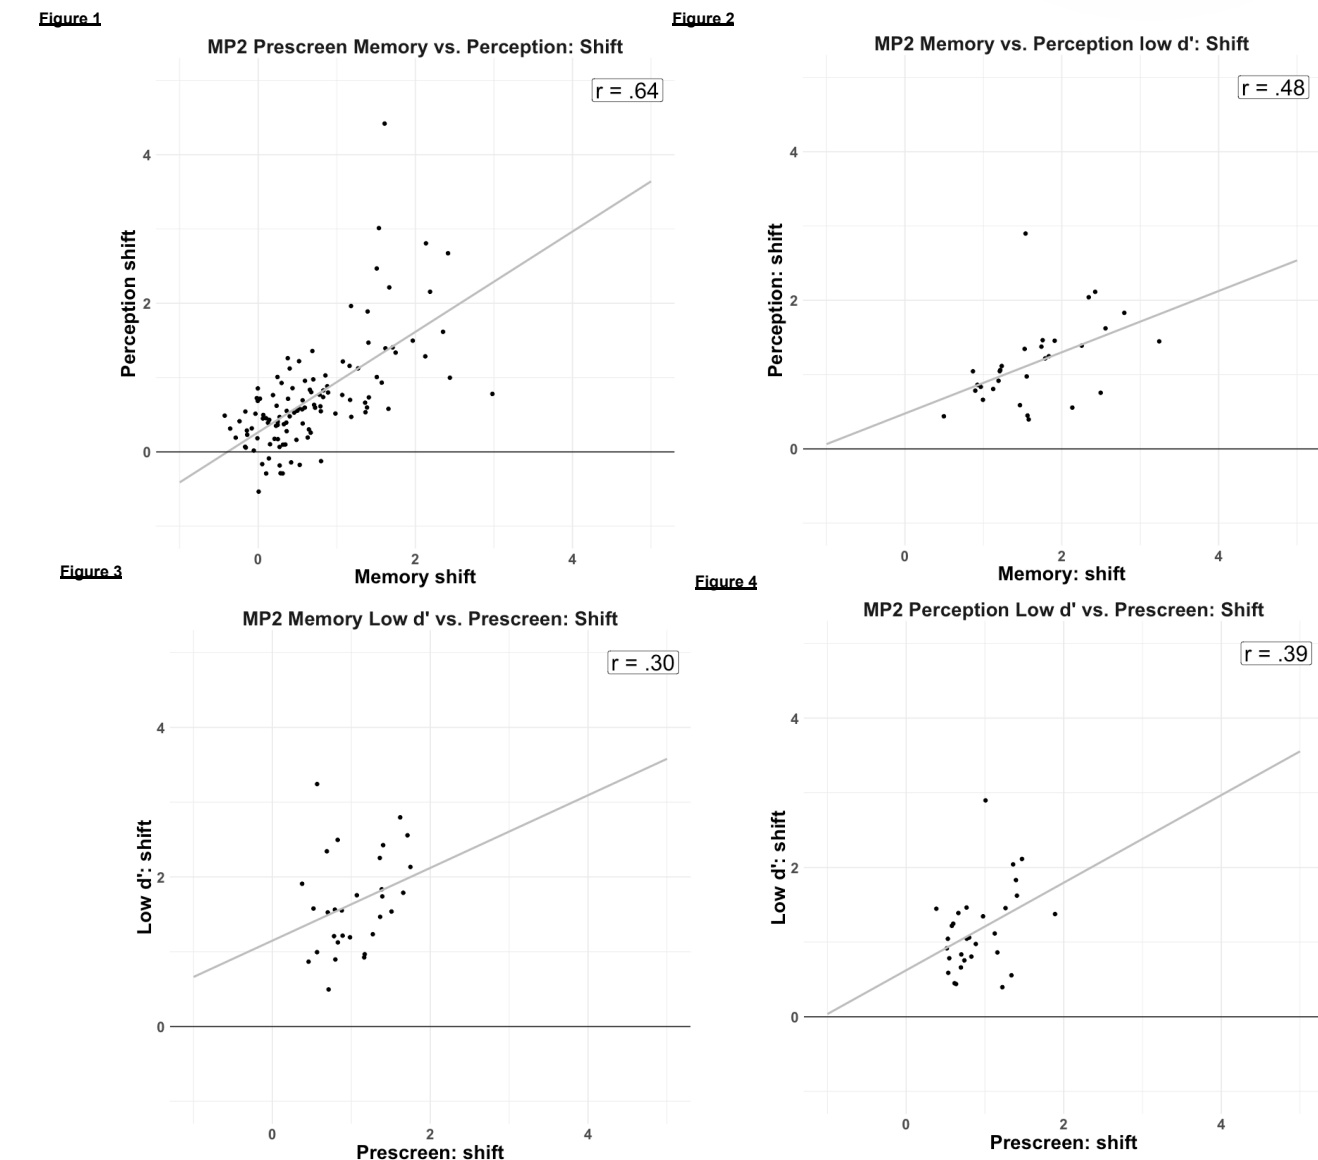 Figure 1
MP2 Prescreen Memory vs. Perception: Shift
r = .64
4
2
0
Perception shift
0 2 4
Memory shift
Figure 2
MP2 Memory vs. Perception low d': Shift
r = .48
4
2
0
Perception: shift
0 2 4
Memory: shift
Figure 3
MP2 Memory Low d' vs. Prescreen: Shift
r = .30
4
2
0
Low d': shift
0 2 4
Prescreen: shift
Figure 4
MP2 Perception Low d' vs. Prescreen: Shift
r = .39
4
2
0
Low d': shift
0 2 4
Prescreen: shift